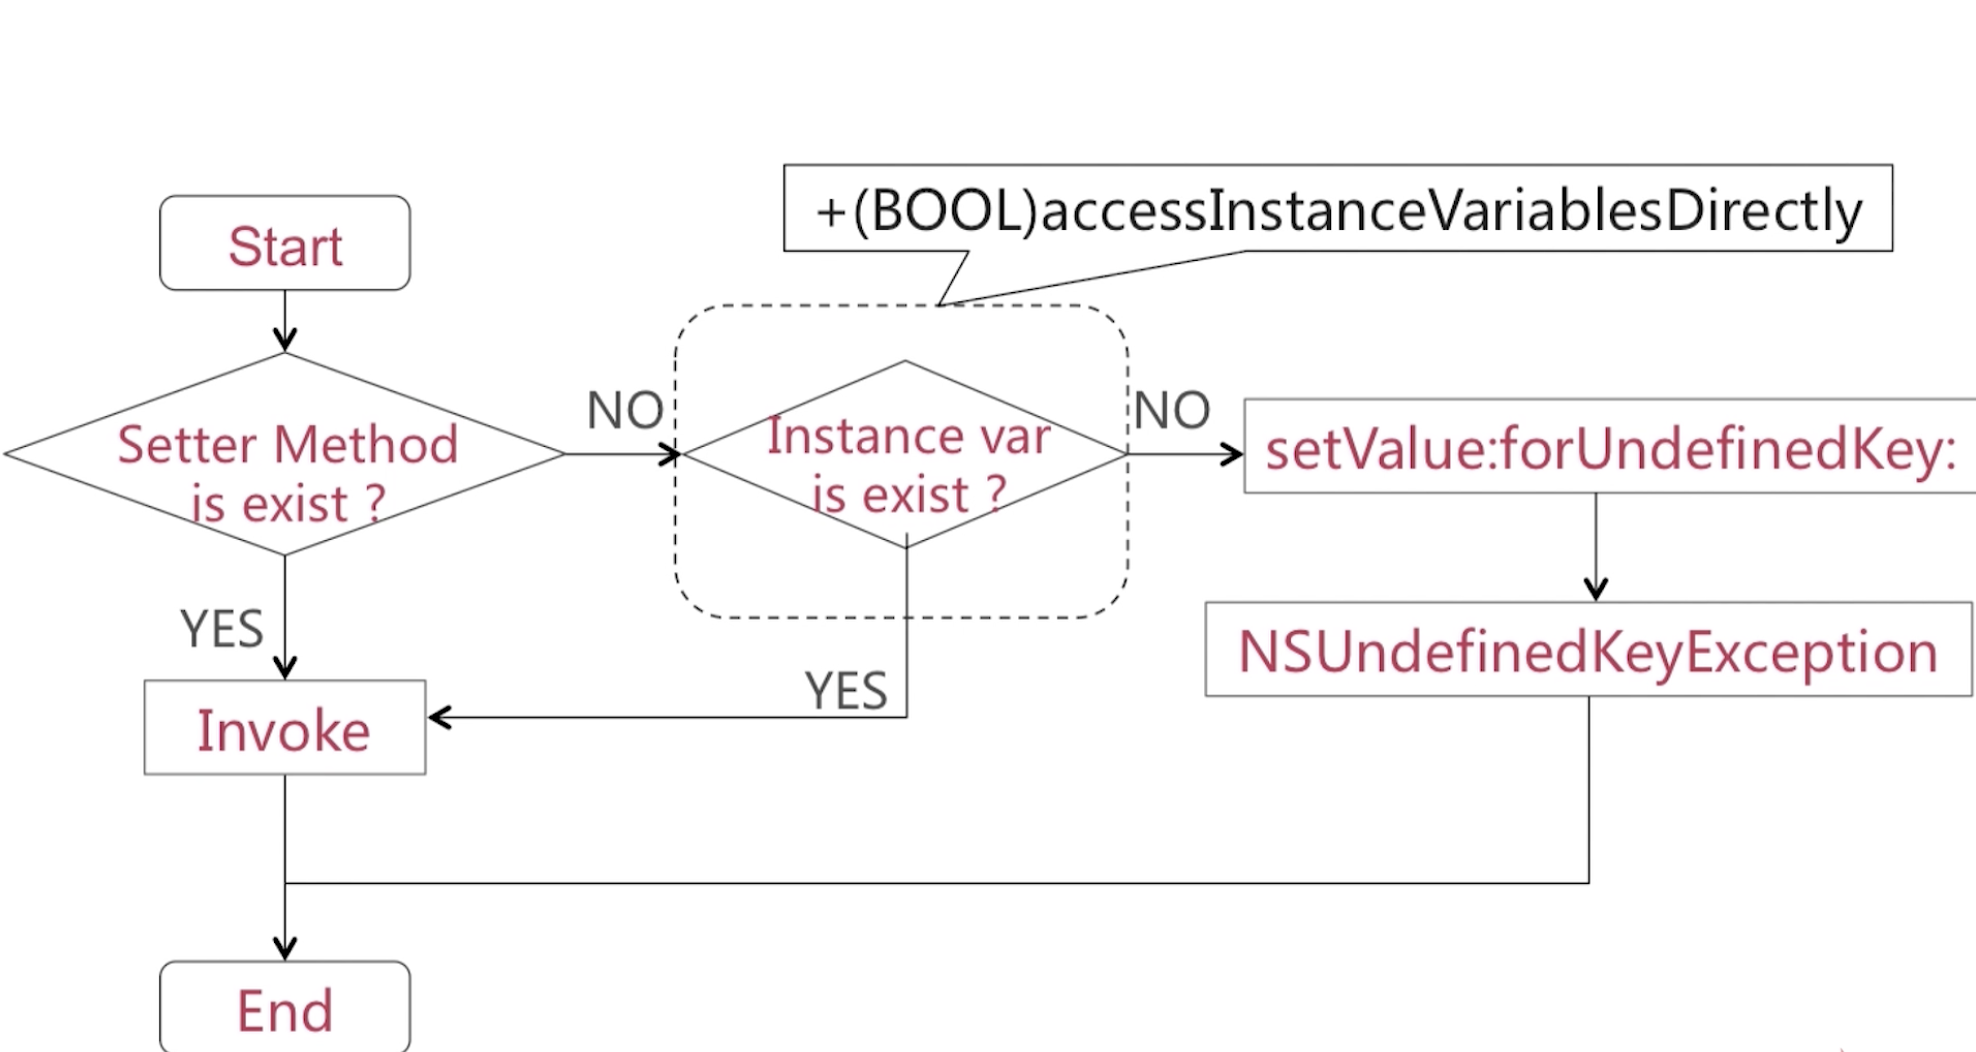 +(BOOL)accessInstanceVariablesDirectly
Start
NO
NO
Setter Method
is exist ?
Instance var
is exist ?
setValue:forUndefinedKey:
YES
NSUndefinedKeyException
YES
Invoke
End